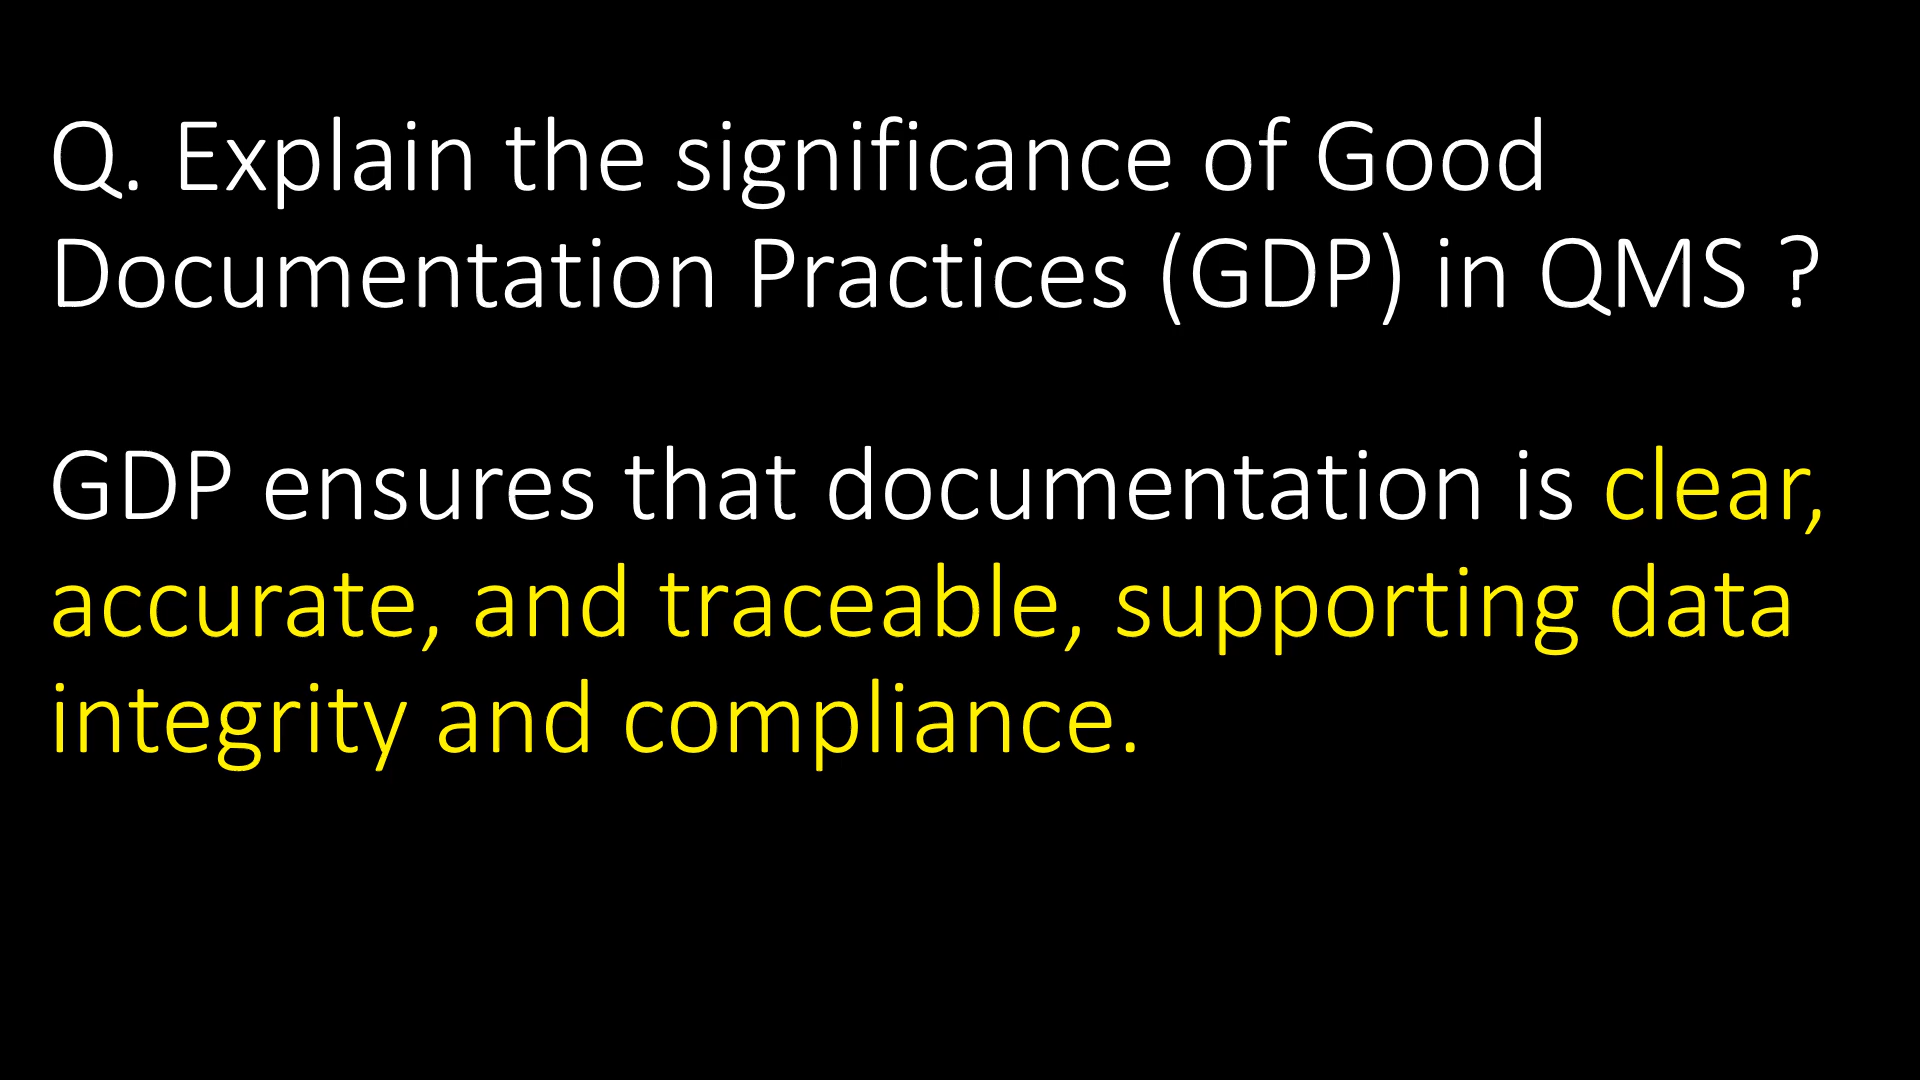 Q. Explain the significance of Good
Documentation Practices (GDP) in QMS ?
GDP ensures that documentation is clear,
accurate, and traceable, supporting data
integrity and compliance.